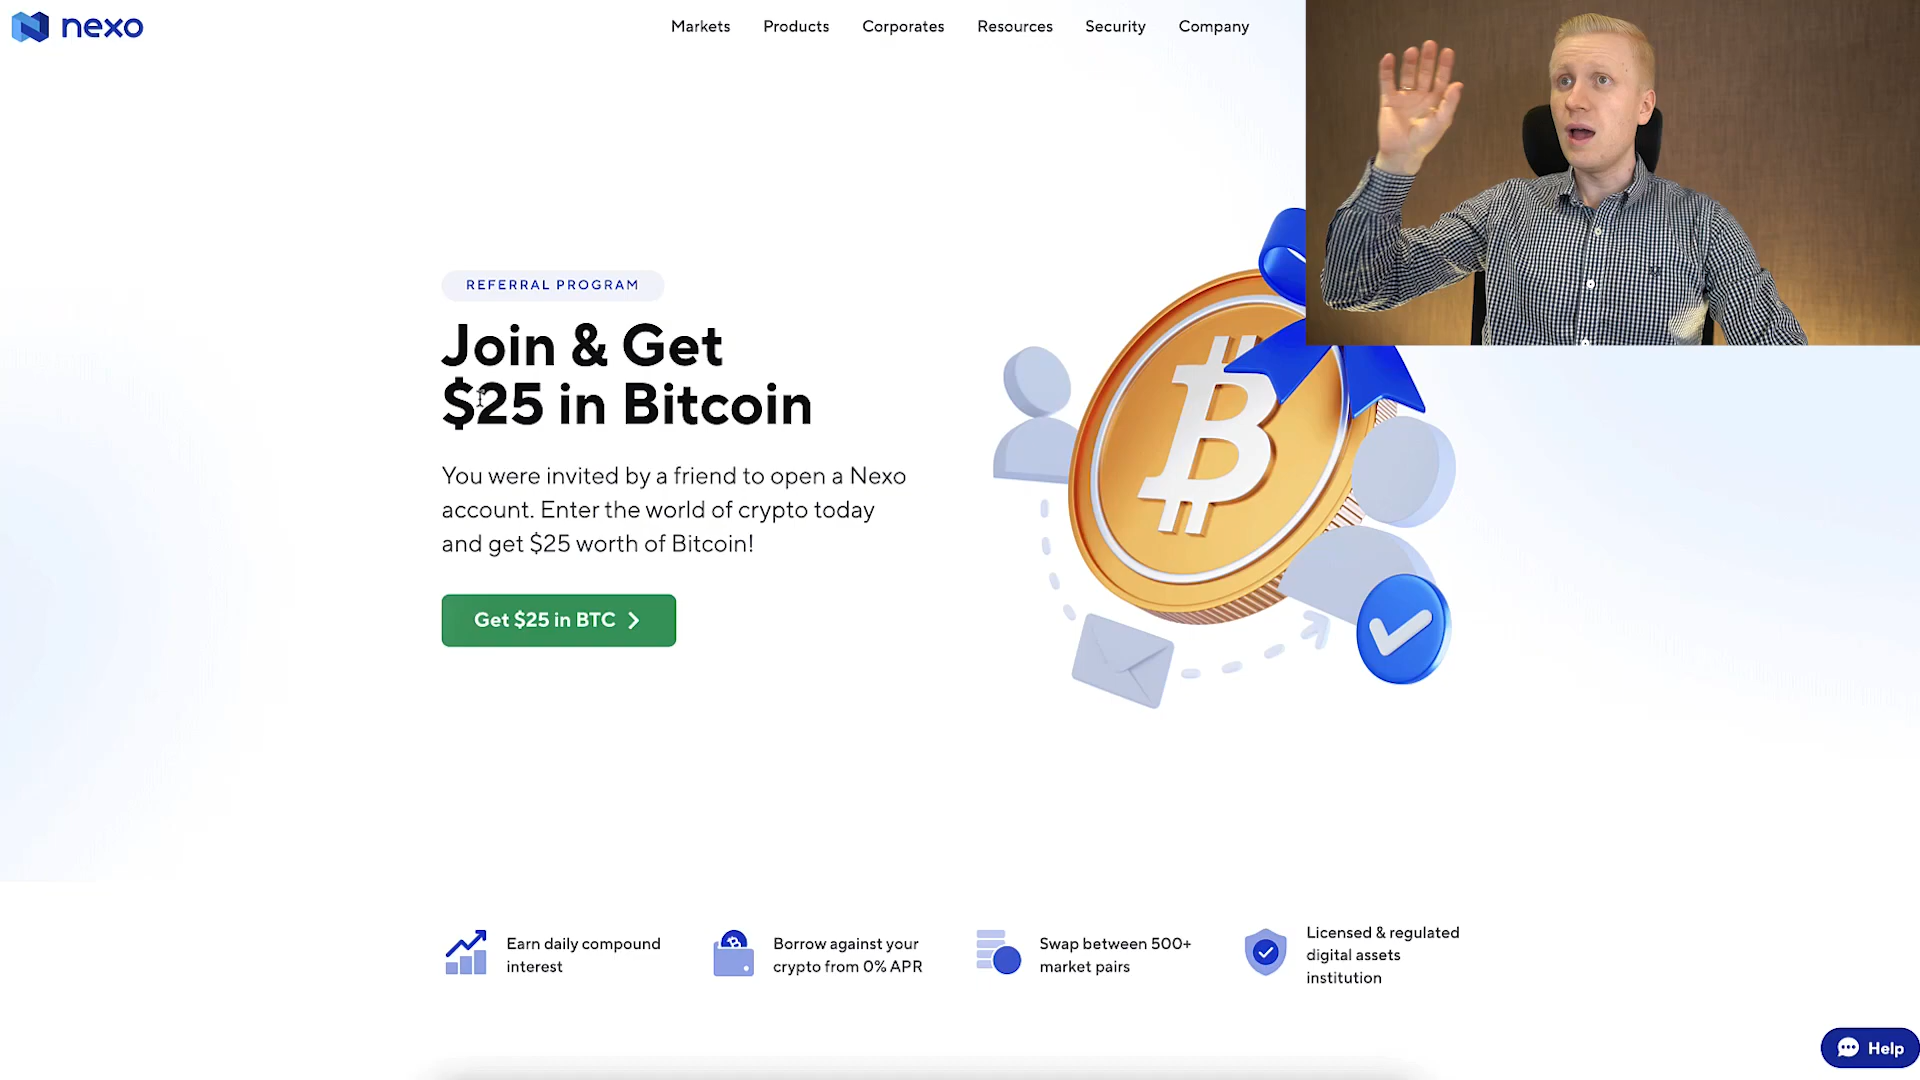 nexo
Markets
Products
Corporates
Resources
Security
Company
REFERRAL PROGRAM
Join & Get
$25 in Bitcoin
You were invited by a friend to open a Nexo
account. Enter the world of crypto today
and get $25 worth of Bitcoin!
Get $25 in BTC
Earn daily compound
interest
Borrow against your
crypto from 0% APR
Swap between 500+
market pairs
Licensed & regulated
digital assets
institution
Help